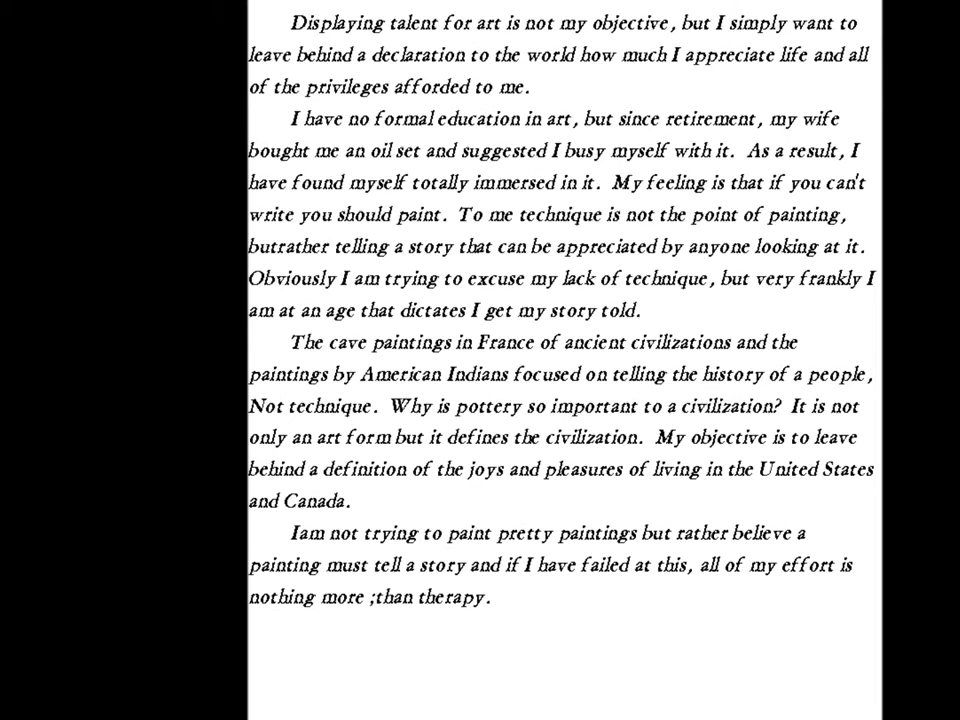 Displaying talent for art is not my objective, but I simply want to
leave behind a declaration to the world how much I appreciate life and all
of the privileges afforded to me.
I have no formal education in art, but since retirement, my wife
bought me an oil set and suggested I busy myself with it. As a result, I
have found myself totally immersed in it. My feeling is that if you can't
write you should paint. To me technique is not the point of painting,
butrather telling a story that can be appreciated by anyone looking at it.
Obviously I am trying to excuse my lack of technique, but very frankly I
am at an age that dictates I get my story told.
The cave paintings in France of ancient civilizations and the
paintings by American Indians focused on telling the history of a people,
Not technique. Why is pottery so important to a civilization? It is not
only an art form but it defines the civilization. My objective is to leave
behind a definition of the joys and pleasures of living in the United States
and Canada.
Iam not trying to paint pretty paintings but rather believe a
painting must tell a story and if I have failed at this, all of my effort is
nothing more ;than therapy.